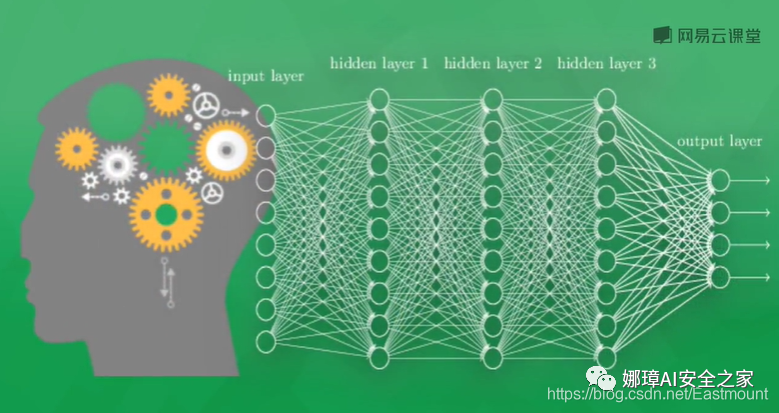 网易云课堂
input layer
hidden layer 1
hidden layer 2
hidden layer 3
output layer
娜璋AI安全之家
https://blog.csdn.net/Eastmount